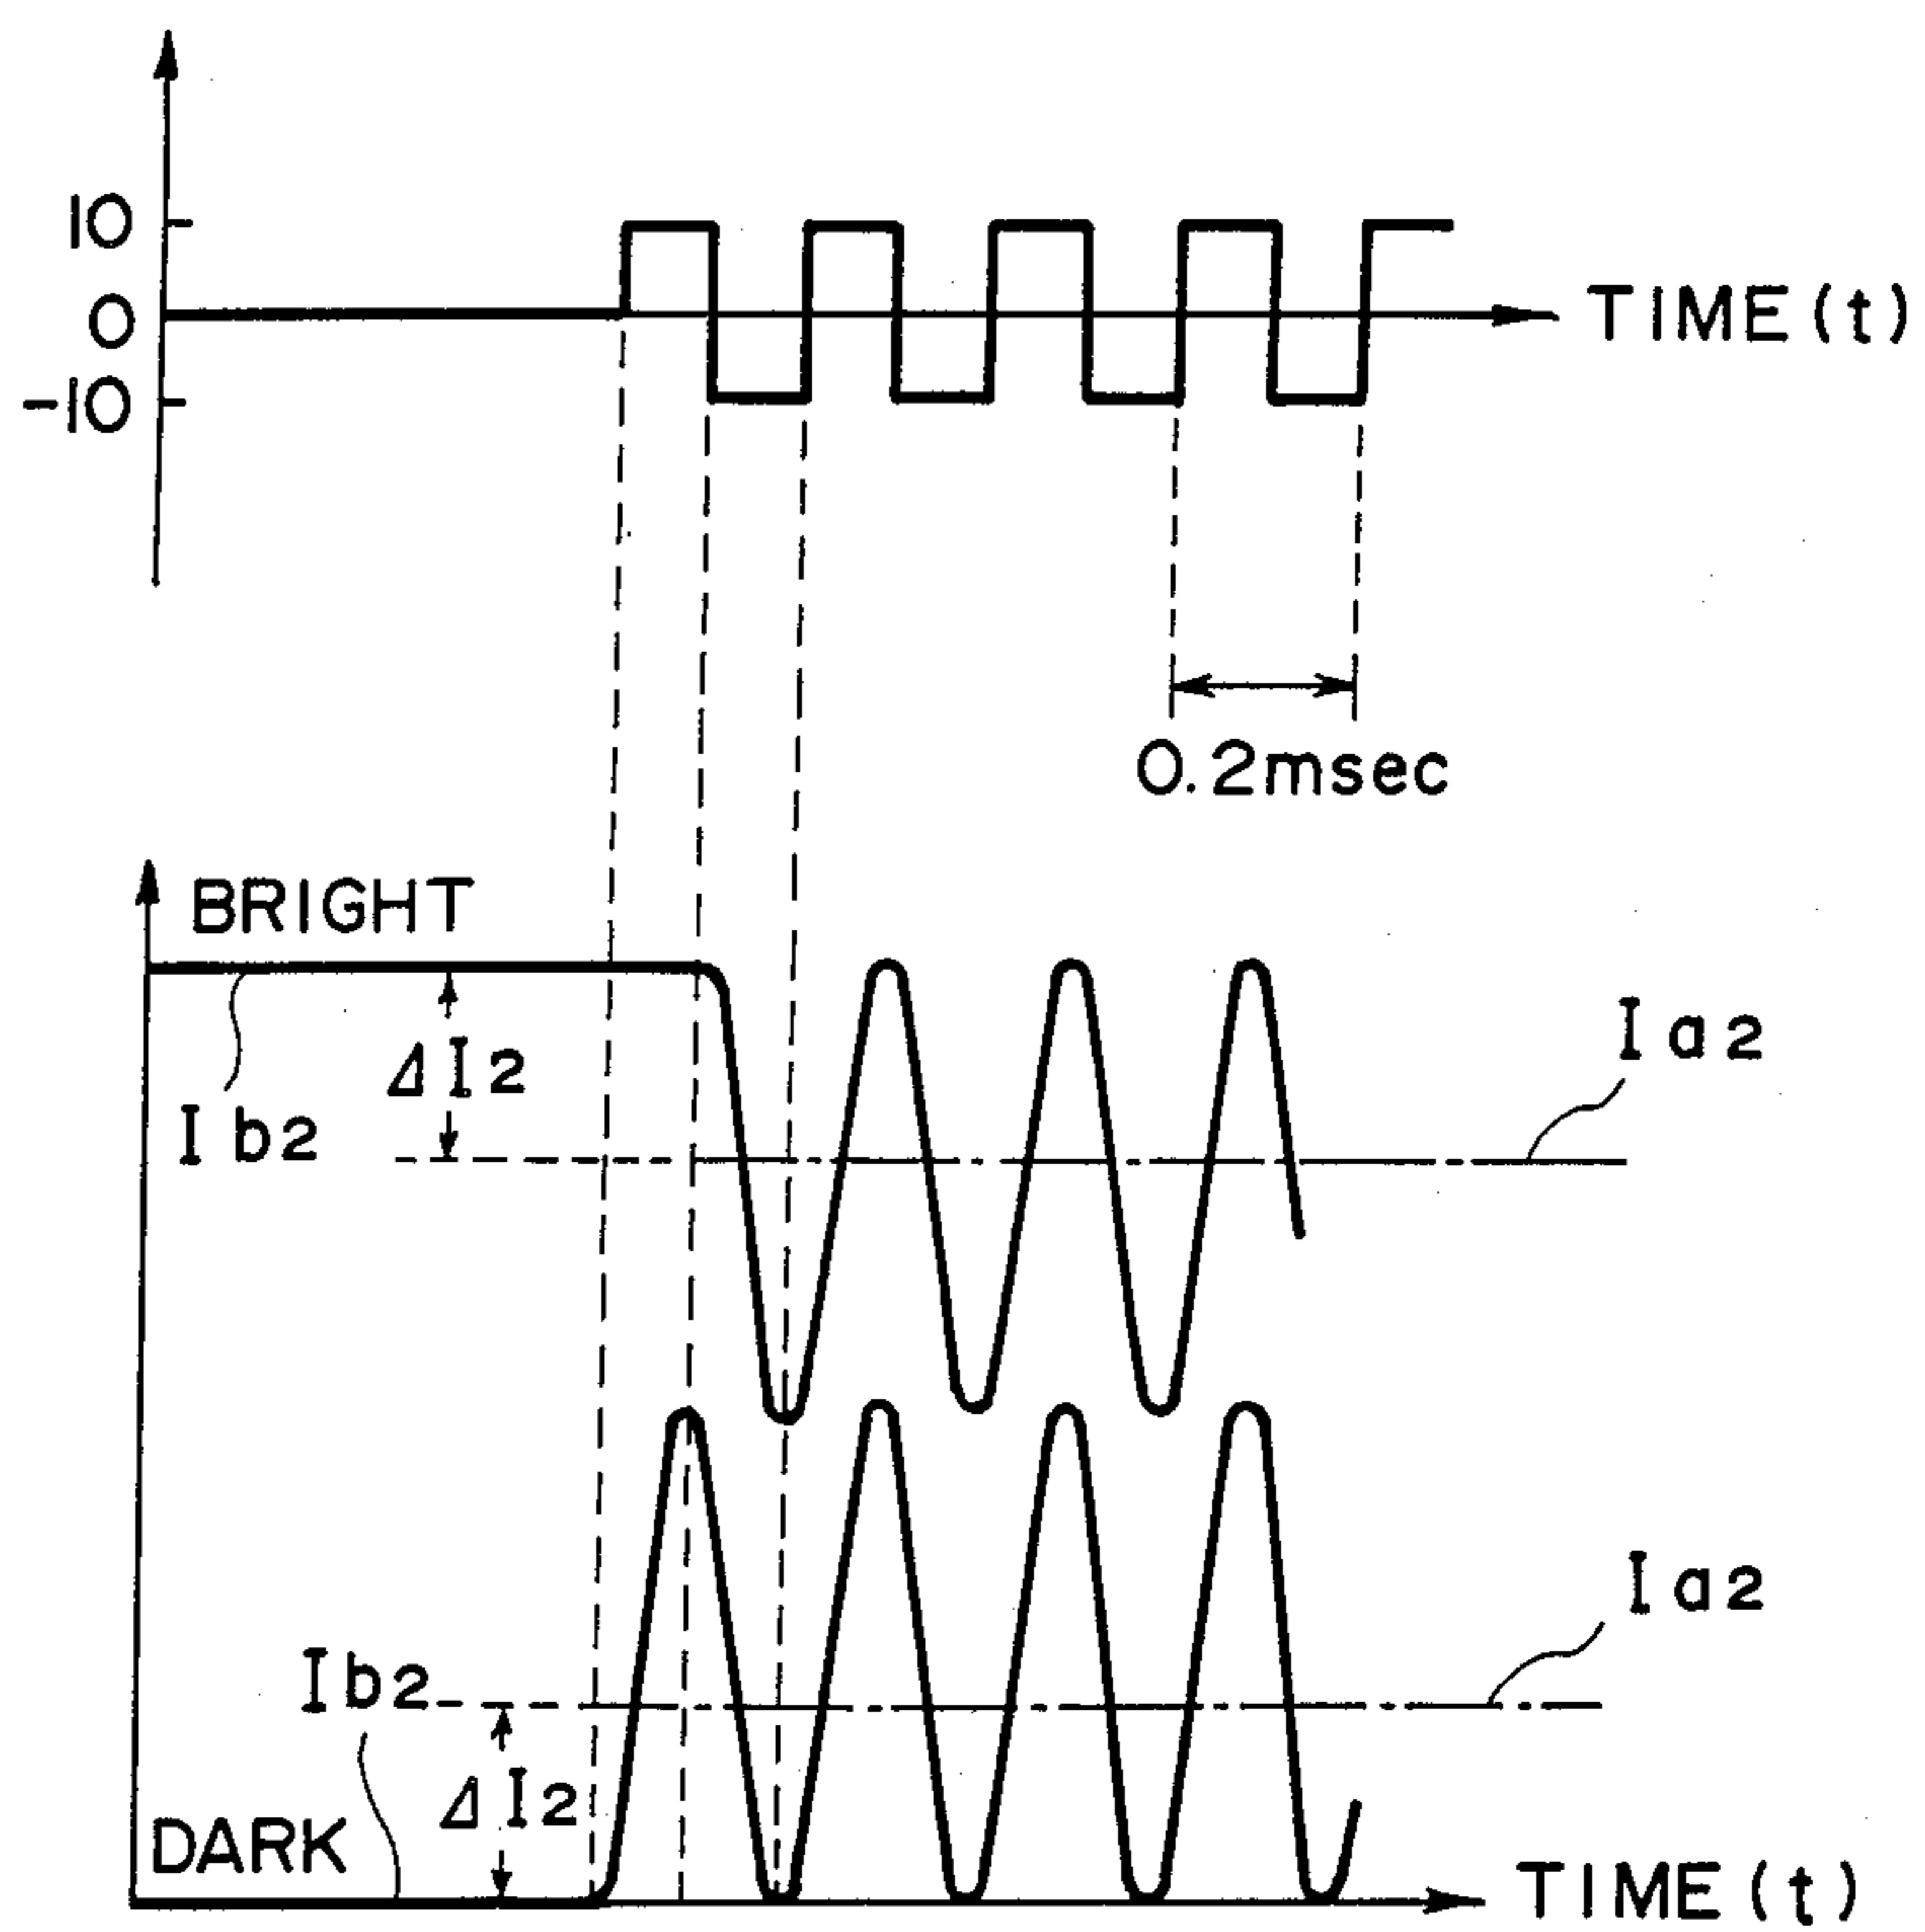 10
0
-10
TIME(t)
0.2msec
BRIGHT
ΔI2
Ib2
Ia2
Ia2
Ib2
ΔI2
DARK
TIME(t)